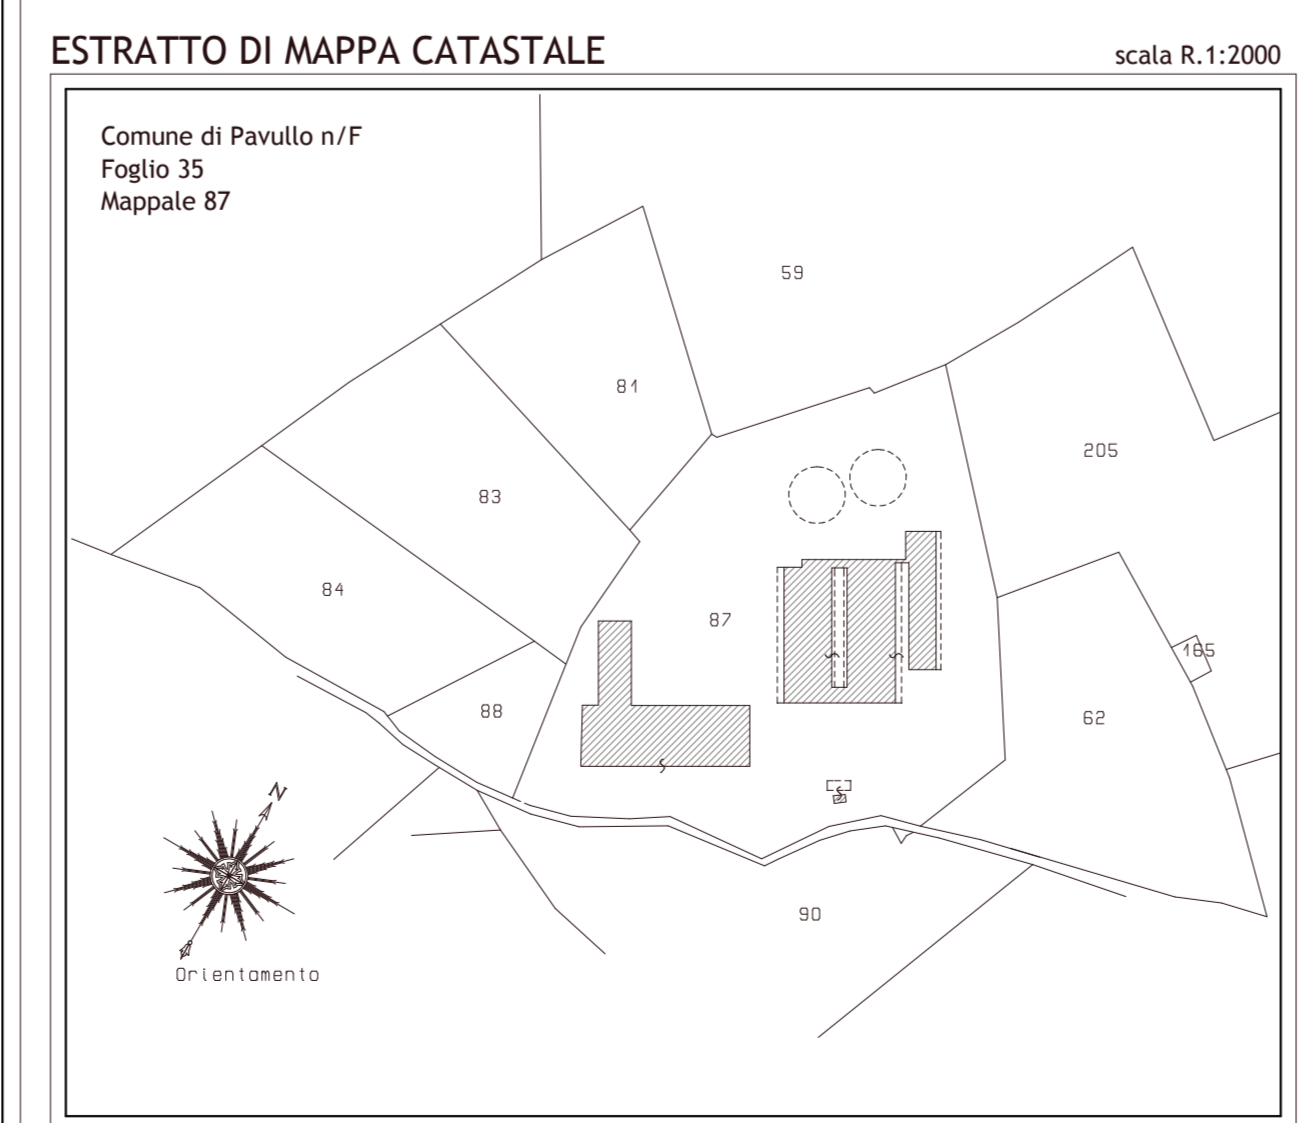 ESTRATTO DI MAPPA CATASTALE
scala R.1:2000
Comune di Pavullo n/F
Foglio 35
Mappale 87
59
81
205
83
84
87
165
88
62
N
90
Orientamento